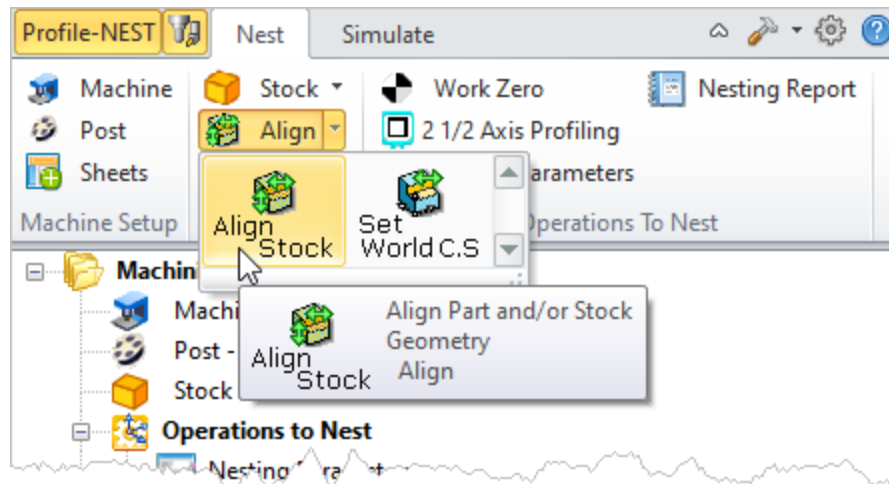 Profile-NEST Nest Simulate
Machine Stock Work Zero Nesting Report
Post Align 2 1/2 Axis Profiling
Sheets arameters
Machine Setup perations To Nest
Align Stock
Set World C.S
Machin
Machi
Align Part and/or Stock
Geometry
Align
Align Stock
Post -
Stock
Operations to Nest
Nesting